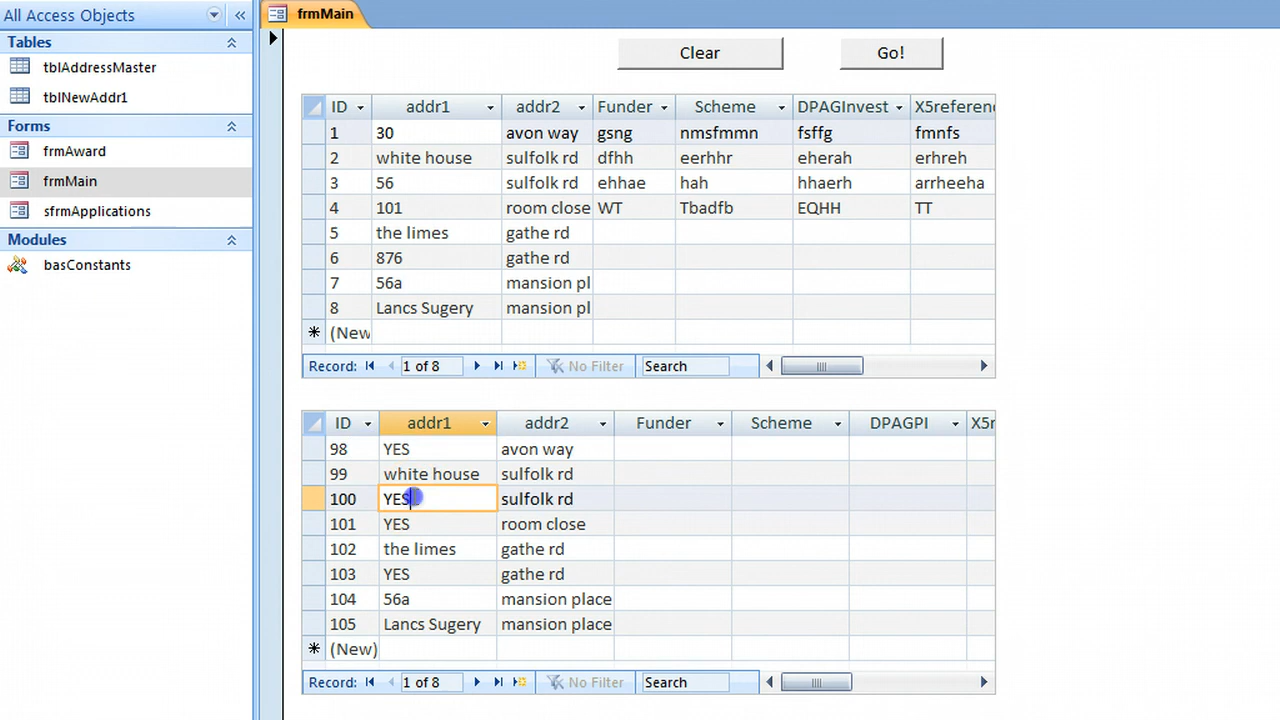 All Access Objects
Tables
tblAddressMaster
tblNewAddr1
Forms
frmAward
frmMain
sfrmApplications
Modules
basConstants
frmMain
Clear Go!
ID addr1 addr2 Funder Scheme DPAGInvest X5referen
1 30 avon way gsng nmsfmmn fsffg fmnfs
2 white house sulfolk rd dfhh eerhhr eherah erhreh
3 56 sulfolk rd ehhae hah hhaerh arrheeha
4 101 room close WT Tbadfb EQHH TT
5 the limes gathe rd
6 876 gathe rd
7 56a mansion pl
8 Lancs Sugery mansion pl
* (New
Record: 1 of 8 No Filter Search
ID addr1 addr2 Funder Scheme DPAGPI X5r
98 YES avon way
99 white house sulfolk rd
100 YES sulfolk rd
101 YES room close
102 the limes gathe rd
103 YES gathe rd
104 56a mansion place
105 Lancs Sugery mansion place
* (New)
Record: 1 of 8 No Filter Search